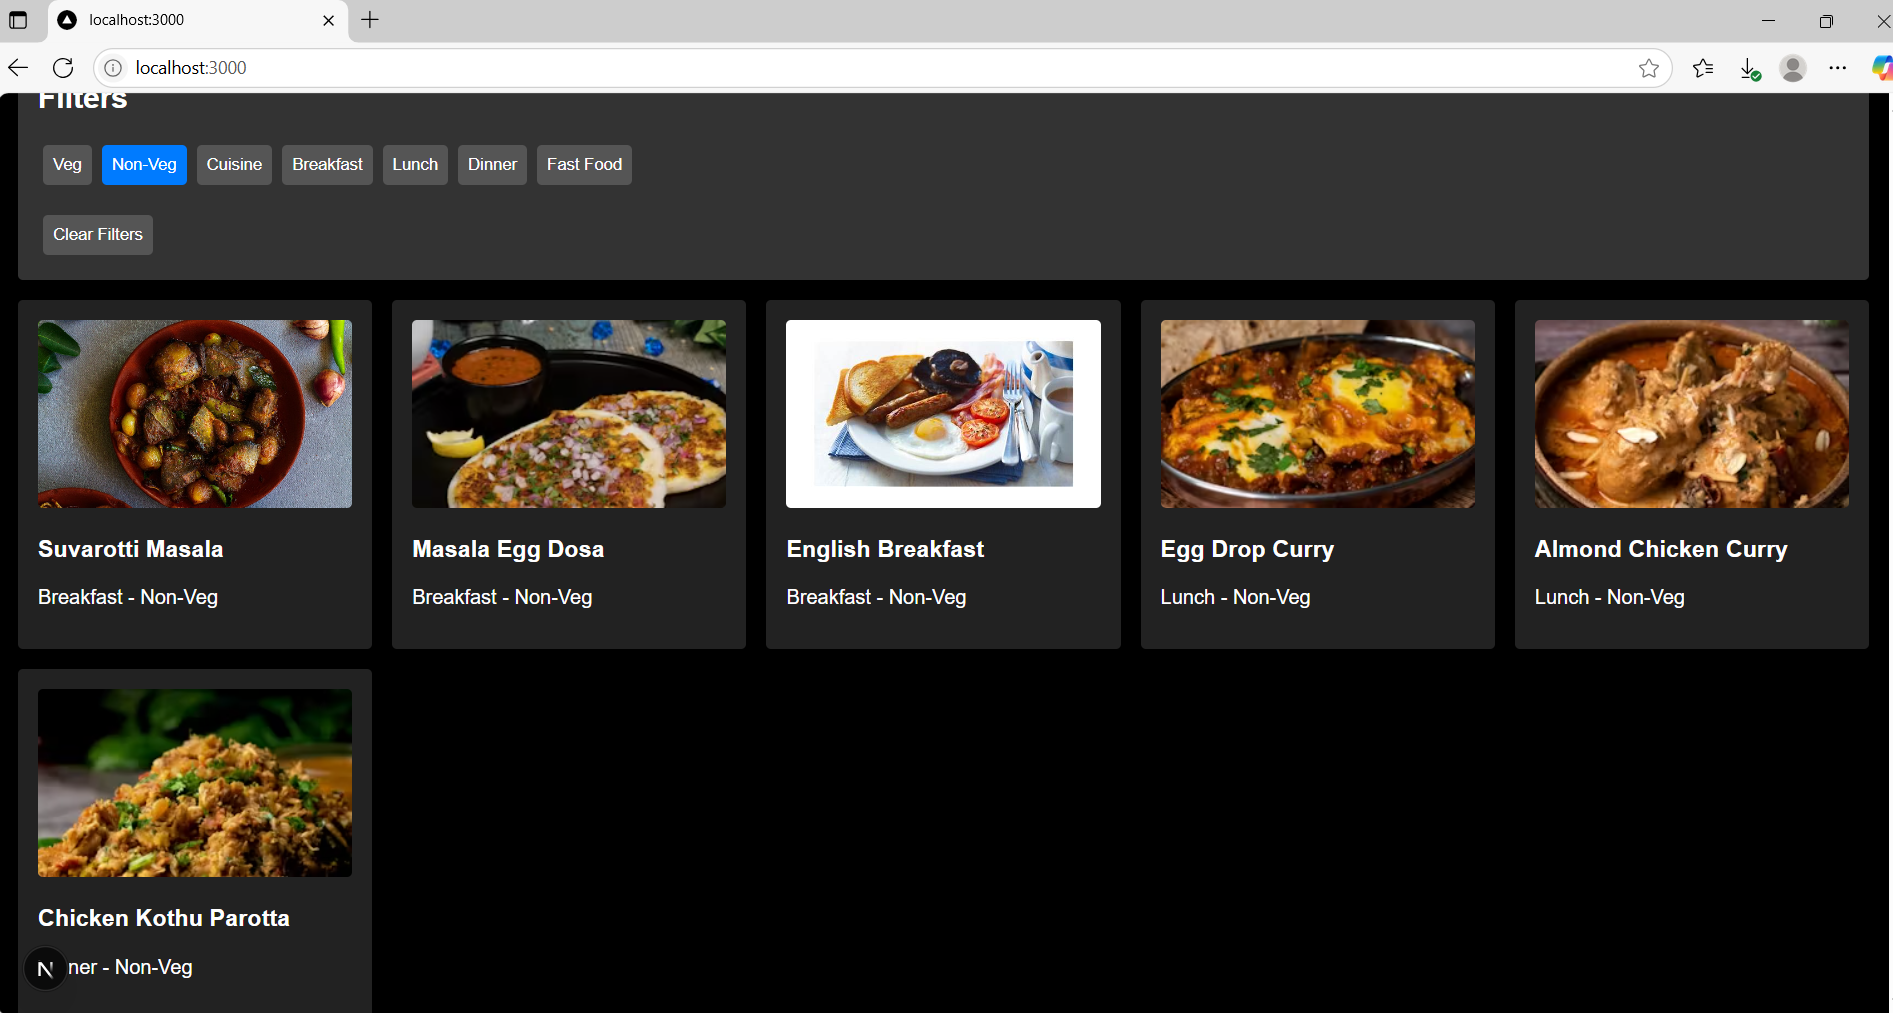 localhost:3000
localhost:3000
Filters
Veg Non-Veg Cuisine Breakfast Lunch Dinner Fast Food
Clear Filters
Suvarotti Masala
Breakfast - Non-Veg
Masala Egg Dosa
Breakfast - Non-Veg
English Breakfast
Breakfast - Non-Veg
Egg Drop Curry
Lunch - Non-Veg
Almond Chicken Curry
Lunch - Non-Veg
Chicken Kothu Parotta
N
ner - Non-Veg